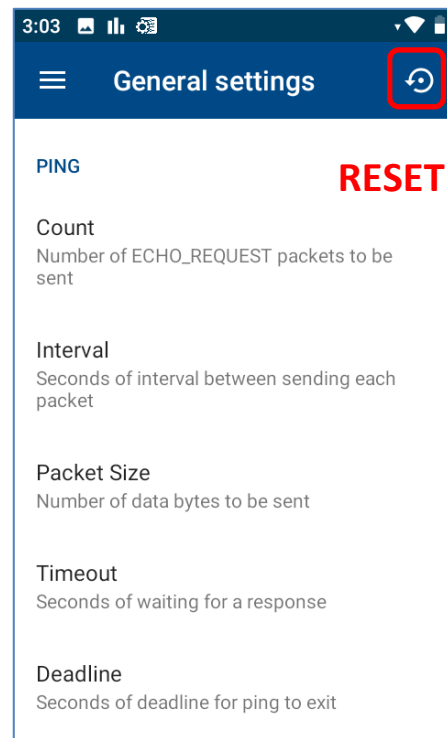 3:03
General settings
PING
RESET
Count
Number of ECHO_REQUEST packets to be
sent
Interval
Seconds of interval between sending each
packet
Packet Size
Number of data bytes to be sent
Timeout
Seconds of waiting for a response
Deadline
Seconds of deadline for ping to exit